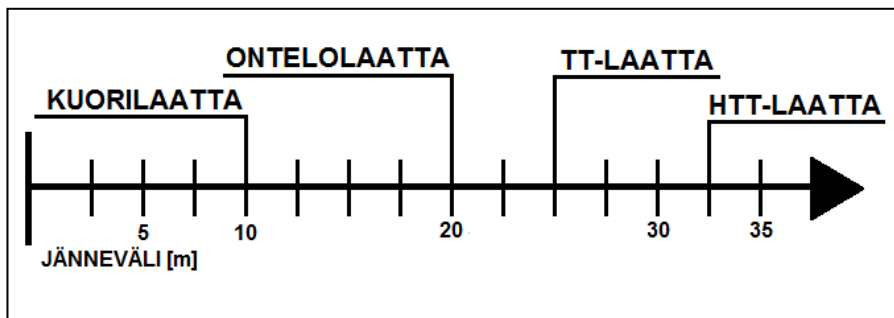 ONTELOLAATTA
TT-LAATTA
KUORILAATTA
HTT-LAATTA
5
10
20
30
35
JÄNNEVÄLI [m]